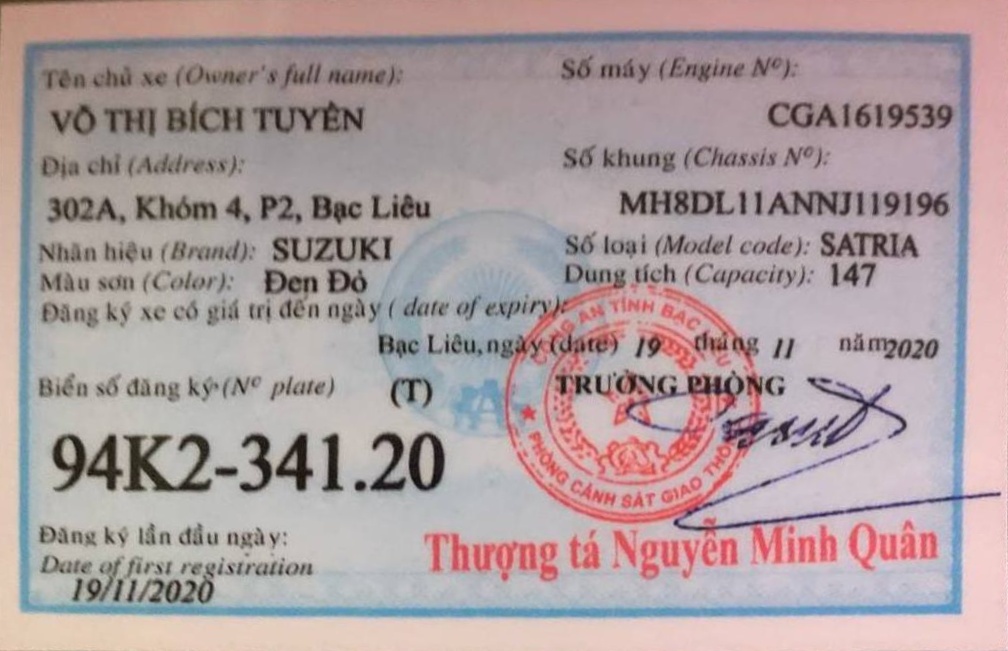 Tên chủ xe (Owner's full name):
VÕ THỊ BÍCH TUYỀN
Địa chỉ (Address):
302A, Khóm 4, P2, Bạc Liêu
Nhãn hiệu (Brand): SUZUKI
Màu sơn (Color): Đen Đỏ
Số máy (Engine Nº):
CGA1619539
Số khung (Chassis Nº):
MH8DL11ANNJ119196
Số loại (Model code): SATRIA
Dung tích (Capacity): 147
Đăng ký xe có giá trị đến ngày ( date of expiry):
Bạc Liêu, ngày (date) 19 tháng 11 năm 2020
Biển số đăng ký (Nº plate) (T)
94K2-341.20
Đăng ký lần đầu ngày:
Date of first registration
19/11/2020
TRƯỞNG PHÒNG
CÔNG AN TỈNH BẠC LIÊU
PHÒNG CẢNH SÁT GIAO THÔNG
Thượng tá Nguyễn Minh Quân